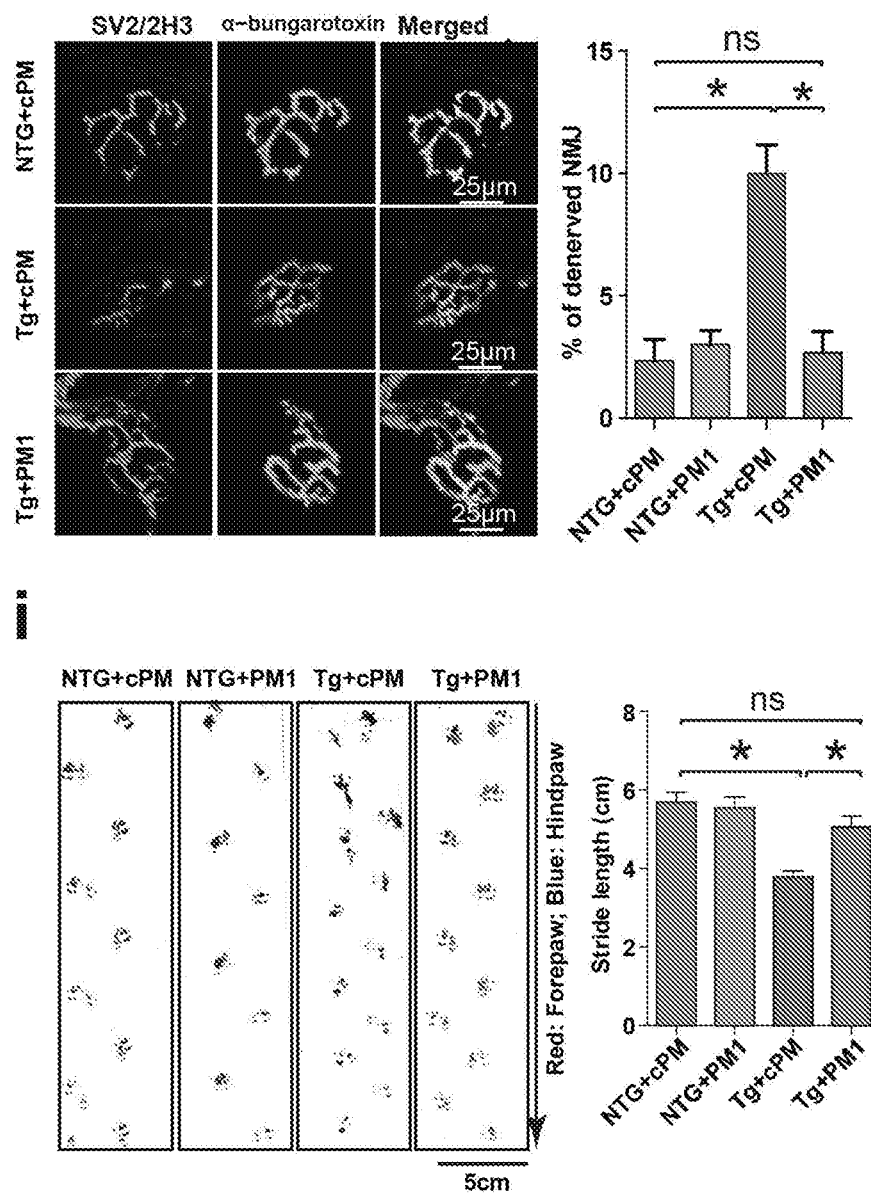 SV2/2H3 α-bungarotoxin Merged
NTG+cPM
25μm
Tg+cPM
25μm
Tg+PM1
25μm
% of denerved NMJ
15
10
5
0
ns
* *
NTG+cPM
NTG+PM1
Tg+cPM
Tg+PM1
i
NTG+cPM NTG+PM1 Tg+cPM Tg+PM1
Red: Forepaw; Blue: Hindpaw
5cm
Stride length (cm)
8
6
4
2
0
ns
* *
NTG+cPM
NTG+PM1
Tg+cPM
Tg+PM1